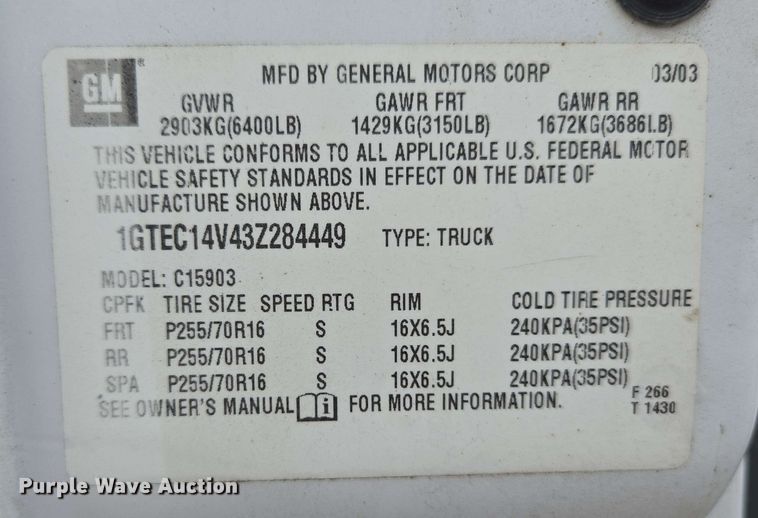 GM ® MFD BY GENERAL MOTORS CORP 03/03
GVWR GAWR FRT GAWR RR
2903KG(6400LB) 1429KG(3150LB) 1672KG(3686LB)
THIS VEHICLE CONFORMS TO ALL APPLICABLE U.S. FEDERAL MOTOR
VEHICLE SAFETY STANDARDS IN EFFECT ON THE DATE OF
MANUFACTURE SHOWN ABOVE.
1GTEC14V43Z284449 TYPE: TRUCK
MODEL: C15903
CPFK TIRE SIZE SPEED RTG RIM COLD TIRE PRESSURE
FRT P255/70R16 S 16X6.5J 240KPA(35PSI)
RR P255/70R16 S 16X6.5J 240KPA(35PSI)
SPA P255/70R16 S 16X6.5J 240KPA(35PSI)
SEE OWNER'S MANUAL i FOR MORE INFORMATION.
F 266
T 1430
Purple Wave Auction